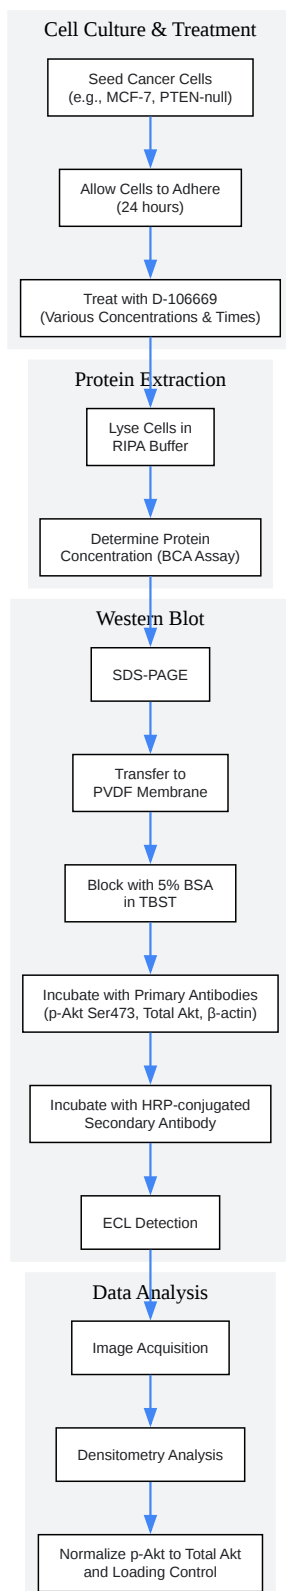 Cell Culture & Treatment
Seed Cancer Cells
(e.g., MCF-7, PTEN-null)
Allow Cells to Adhere
(24 hours)
Treat with D-106669
(Various Concentrations & Times)
Protein Extraction
Lyse Cells in
RIPA Buffer
Determine Protein
Concentration (BCA Assay)
Western Blot
SDS-PAGE
Transfer to
PVDF Membrane
Block with 5% BSA
in TBST
Incubate with Primary Antibodies
(p-Akt Ser473, Total Akt, β-actin)
Incubate with HRP-conjugated
Secondary Antibody
ECL Detection
Data Analysis
Image Acquisition
Densitometry Analysis
Normalize p-Akt to Total Akt
and Loading Control